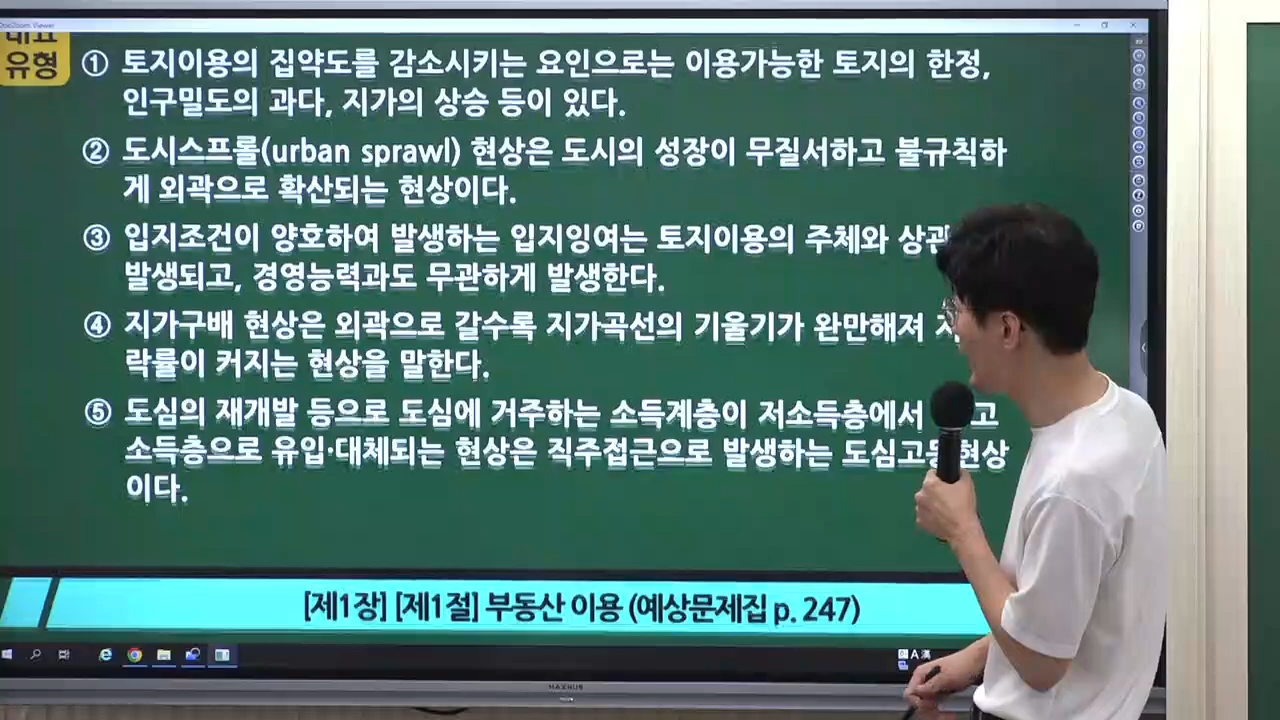 유형
① 토지이용의 집약도를 감소시키는 요인으로는 이용가능한 토지의 한정,
인구밀도의 과다, 지가의 상승 등이 있다.
② 도시스프롤(urban sprawl) 현상은 도시의 성장이 무질서하고 불규칙하
게 외곽으로 확산되는 현상이다.
③ 입지조건이 양호하여 발생하는 입지잉여는 토지이용의 주체와
발생되고, 경영능력과도 무관하게 발생한다.
④ 지가구배 현상은 외곽으로 갈수록 지가곡선의 기울기가 완만해져
락률이 커지는 현상을 말한다.
⑤ 도심의 재개발 등으로 도심에 거주하는 소득계층이 저소득층에서
소득층으로 유입·대체되는 현상은 직주접근으로 발생하는 도심고동현상
이다.
[제1장] [제1절] 부동산 이용 (예상문제집 p. 247)
A 漢
MAXHUB